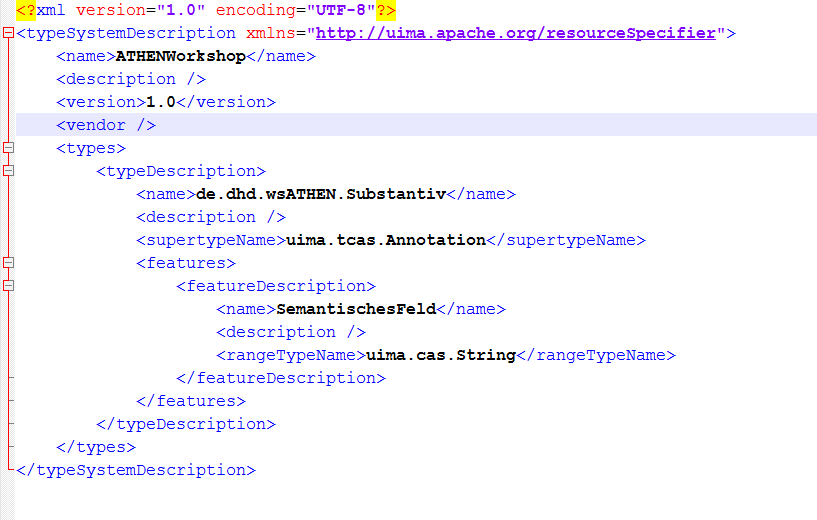 <?xml version="1.0" encoding="UTF-8"?>
<typeSystemDescription xmlns="http://uima.apache.org/resourceSpecifier">
    <name>ATHENWorkshop</name>
    <description />
    <version>1.0</version>
    <vendor />
    <types>
        <typeDescription>
            <name>de.dhd.wsATHEN.Substantiv</name>
            <description />
            <supertypeName>uima.tcas.Annotation</supertypeName>
            <features>
                <featureDescription>
                    <name>SemantischesFeld</name>
                    <description />
                    <rangeTypeName>uima.cas.String</rangeTypeName>
                </featureDescription>
            </features>
        </typeDescription>
    </types>
</typeSystemDescription>